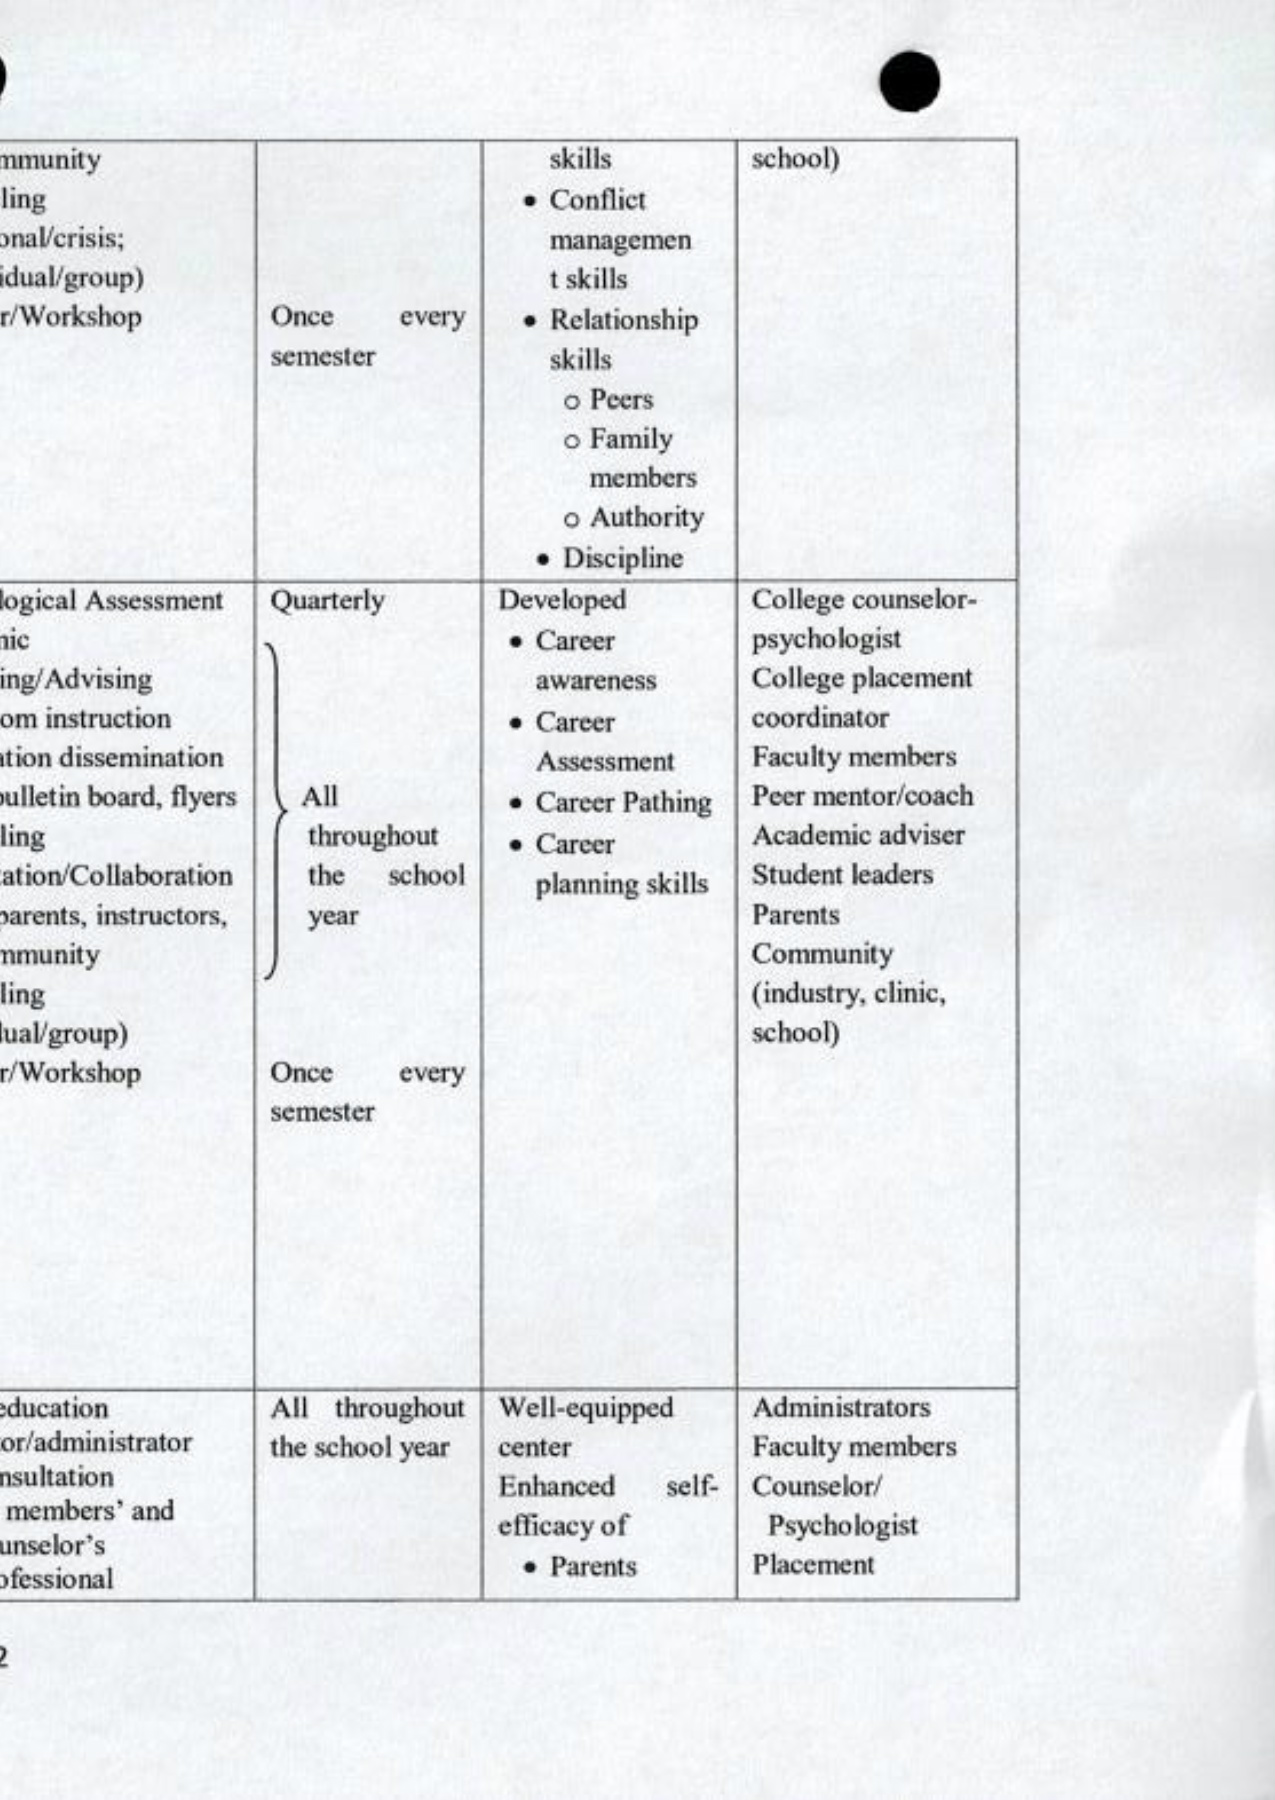 mmunity
ling
onal/crisis;
idual/group)
r/Workshop
Once every
semester
skills
• Conflict
managemen
t skills
• Relationship
skills
o Peers
o Family
members
o Authority
• Discipline
school)
logical Assessment
nic
ing/Advising
om instruction
ation dissemination
bulletin board, flyers
ling
tation/Collaboration
parents, instructors,
mmunity
ling
dual/group)
r/Workshop
Quarterly
All
throughout
the school
year
Once every
semester
Developed
• Career
awareness
• Career
Assessment
• Career Pathing
• Career
planning skills
College counselor-
psychologist
College placement
coordinator
Faculty members
Peer mentor/coach
Academic adviser
Student leaders
Parents
Community
(industry, clinic,
school)
education
tor/administrator
nsultation
members' and
unselor's
ofessional
All throughout
the school year
Well-equipped
center
Enhanced self-
efficacy of
• Parents
Administrators
Faculty members
Counselor/
Psychologist
Placement
2